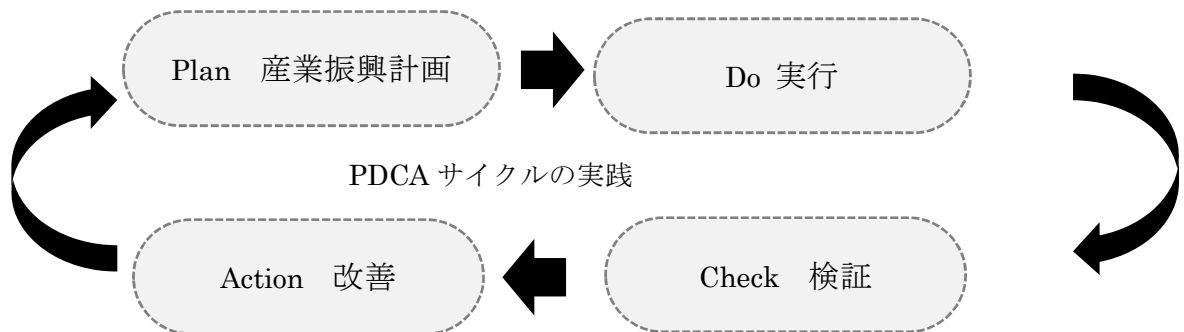 Plan　産業振興計画
Do 実行
PDCA サイクルの実践
Action　改善
Check　検証